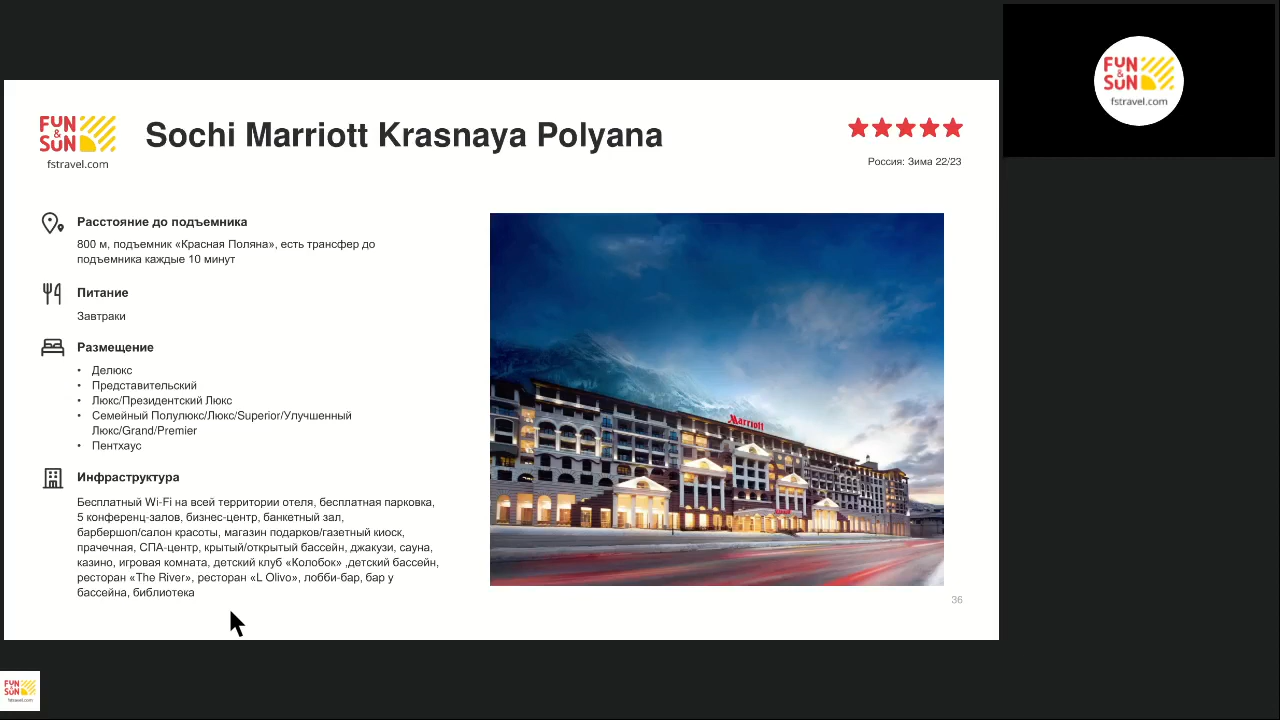 FUN
&
SUN
fstravel.com
Sochi Marriott Krasnaya Polyana
Россия: Зима 22/23
Расстояние до подъемника
800 м, подъемник «Красная Поляна», есть трансфер до
подъемника каждые 10 минут
Питание
Завтраки
Размещение
• Делюкс
• Представительский
• Люкс/Президентский Люкс
• Семейный Полулюкс/Люкс/Superior/Улучшенный
Люкс/Grand/Premier
• Пентхаус
Инфраструктура
Бесплатный Wi-Fi на всей территории отеля, бесплатная парковка,
5 конференц-залов, бизнес-центр, банкетный зал,
барбершоп/салон красоты, магазин подарков/газетный киоск,
прачечная, СПА-центр, крытый/открытый бассейн, джакузи, сауна,
казино, игровая комната, детский клуб «Колобок» ,детский бассейн,
ресторан «The River», ресторан «L Olivo», лобби-бар, бар у
бассейна, библиотека
Marriott
Marriott
36
FUN
&
SUN
fstravel.com
FUN
&
SUN
fstravel.com